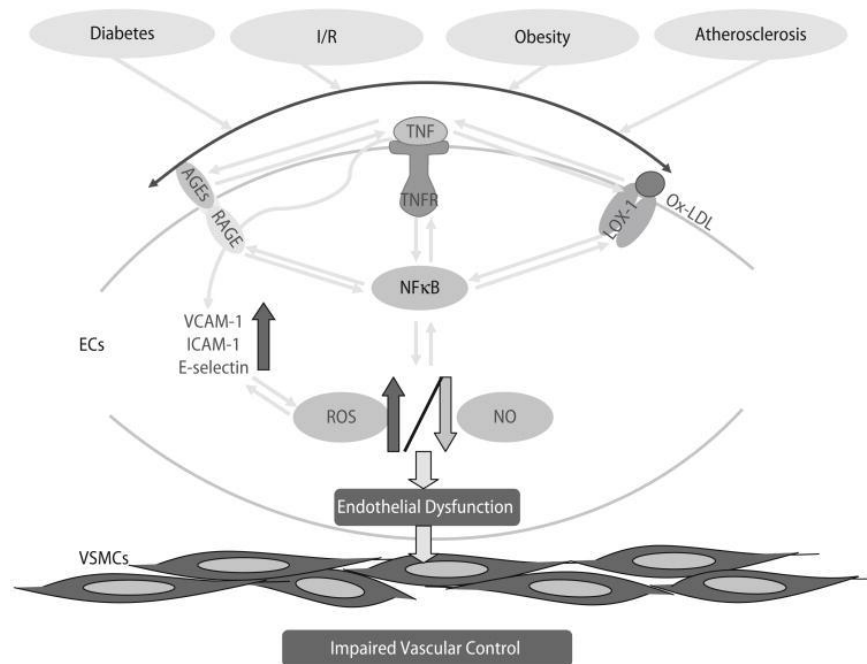 Diabetes
I/R
Obesity
Atherosclerosis
TNF
TNFR
AGEs
RAGE
LOX-1
Ox-LDL
NFκB
VCAM-1
ICAM-1
E-selectin
ECs
ROS
NO
Endothelial Dysfunction
VSMCs
Impaired Vascular Control